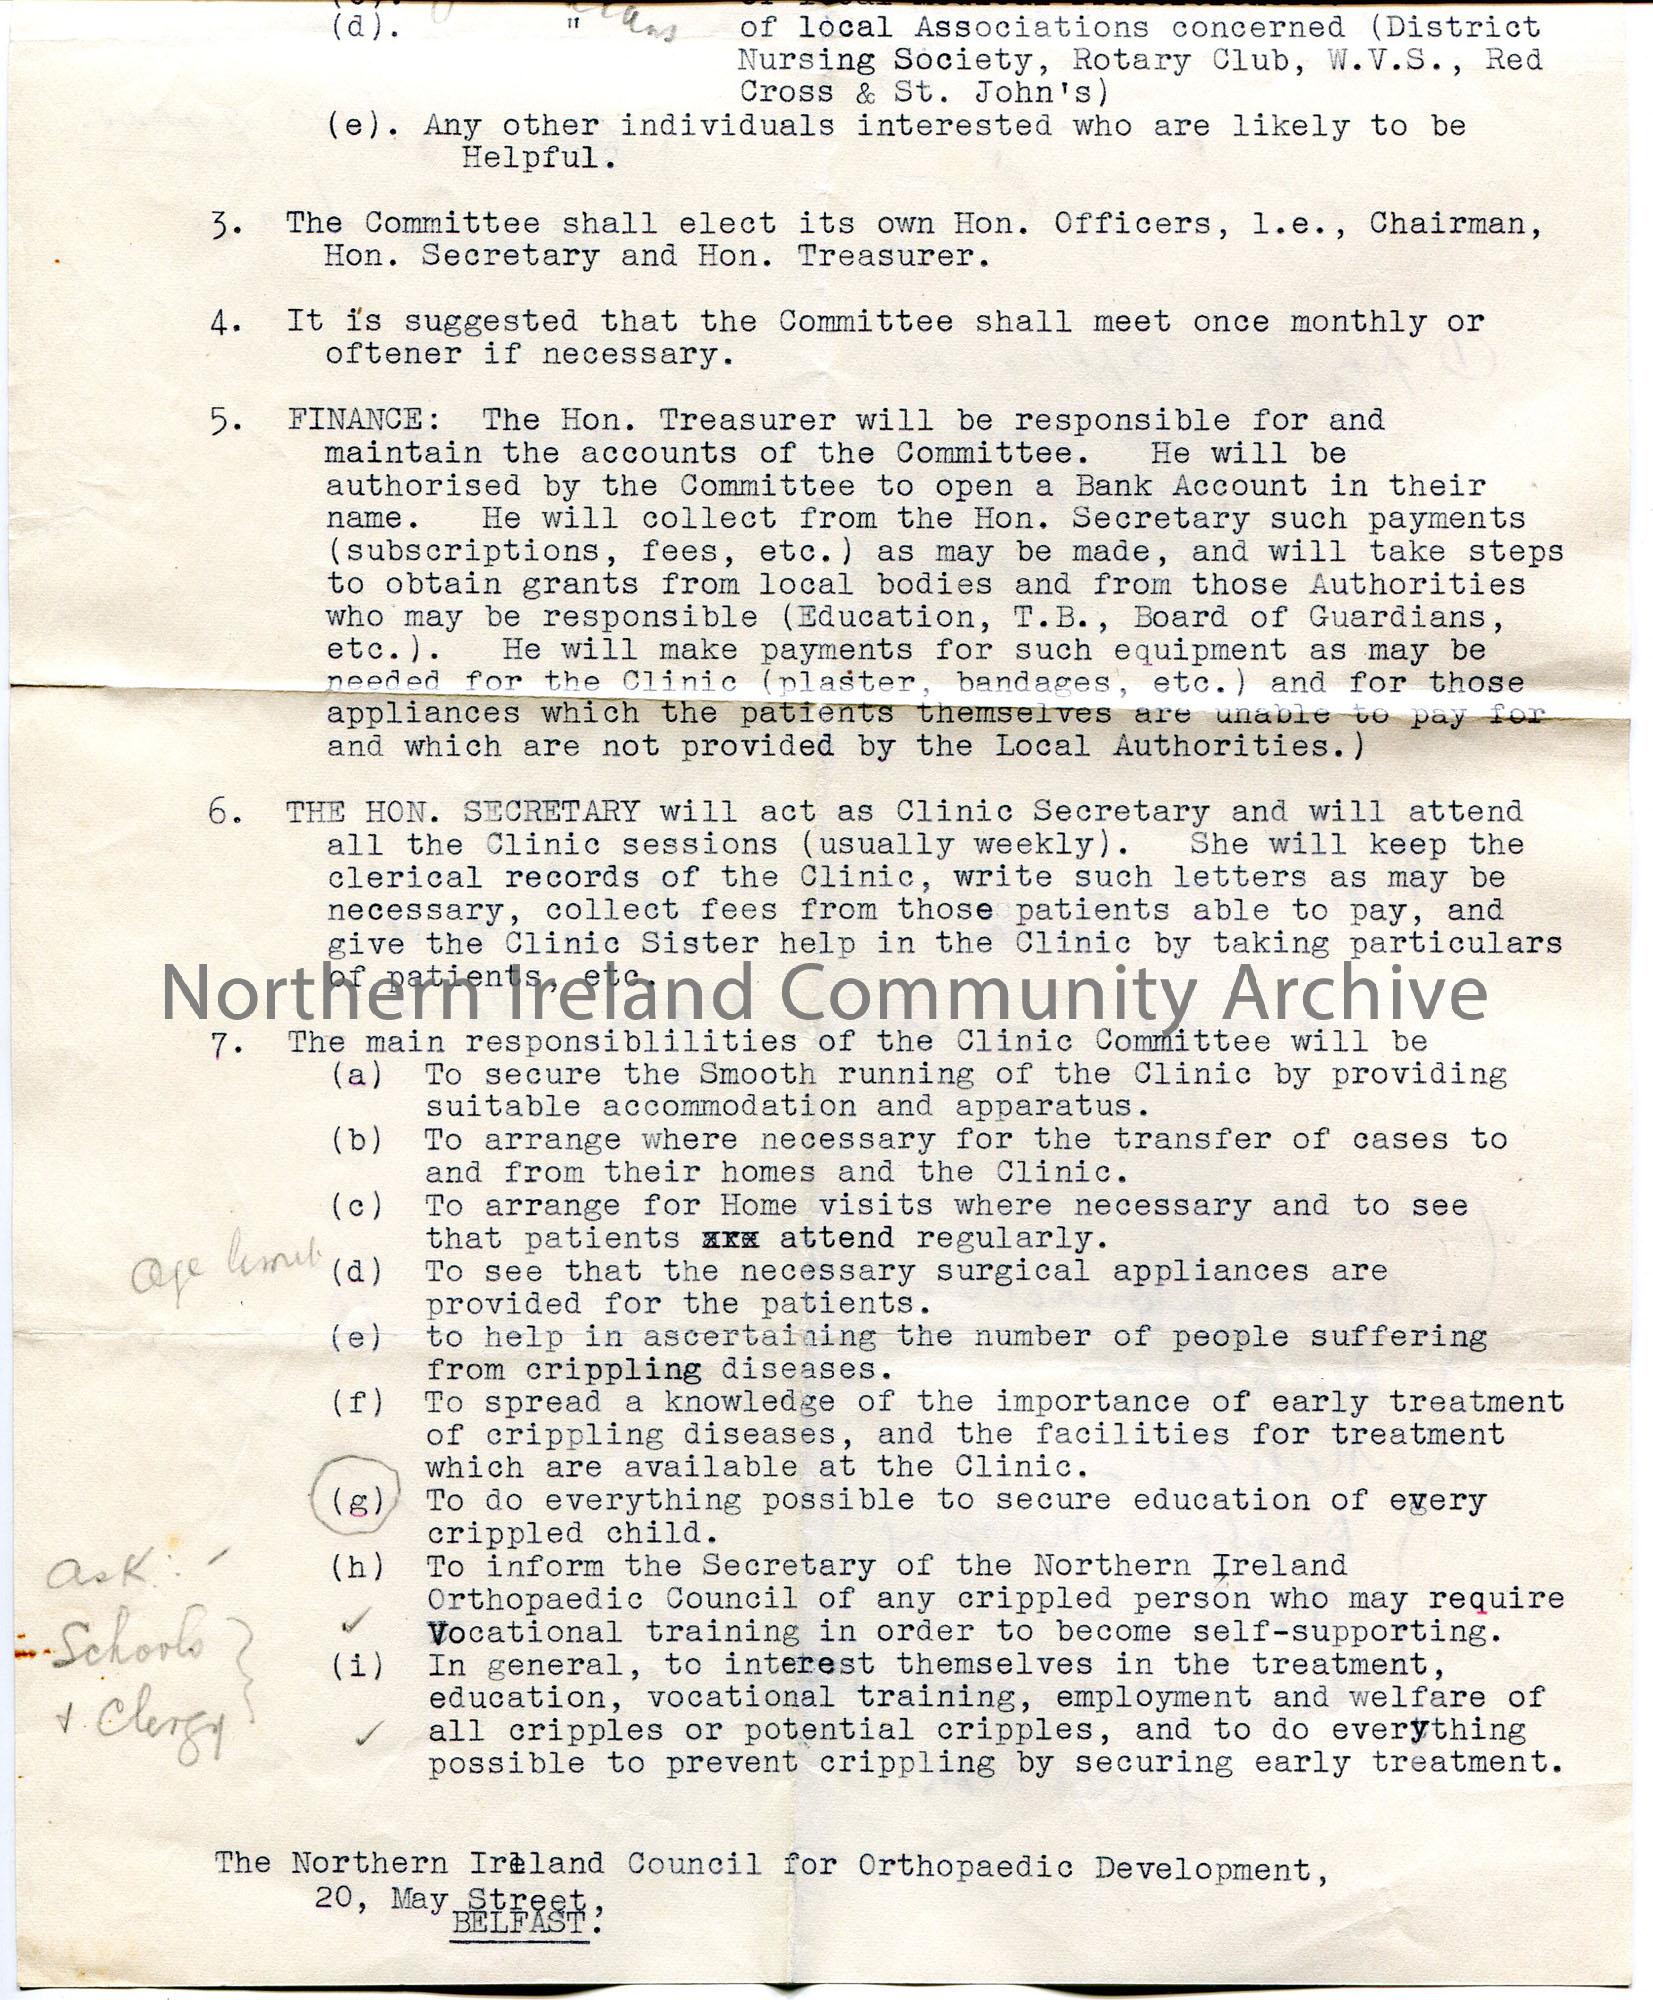 (d). " of local Associations concerned (District
Nursing Society, Rotary Club, W.V.S., Red
Cross & St. John's)
(e). Any other individuals interested who are likely to be
Helpful.
3. The Committee shall elect its own Hon. Officers, l.e., Chairman,
Hon. Secretary and Hon. Treasurer.
4. It is suggested that the Committee shall meet once monthly or
oftener if necessary.
5. FINANCE: The Hon. Treasurer will be responsible for and
maintain the accounts of the Committee. He will be
authorised by the Committee to open a Bank Account in their
name. He will collect from the Hon. Secretary such payments
(subscriptions, fees, etc.) as may be made, and will take steps
to obtain grants from local bodies and from those Authorities
who may be responsible (Education, T.B., Board of Guardians,
etc.). He will make payments for such equipment as may be
needed for the Clinic (plaster, bandages, etc.) and for those
appliances which the patients themselves are unable to pay for
and which are not provided by the Local Authorities.)
6. THE HON. SECRETARY will act as Clinic Secretary and will attend
all the Clinic sessions (usually weekly). She will keep the
clerical records of the Clinic, write such letters as may be
necessary, collect fees from those patients able to pay, and
give the Clinic Sister help in the Clinic by taking particulars
of patients, etc.
Northern Ireland Community Archive
7. The main responsiblilities of the Clinic Committee will be
(a) To secure the Smooth running of the Clinic by providing
suitable accommodation and apparatus.
(b) To arrange where necessary for the transfer of cases to
and from their homes and the Clinic.
(c) To arrange for Home visits where necessary and to see
that patients xxx attend regularly.
Age limit
(d) To see that the necessary surgical appliances are
provided for the patients.
(e) to help in ascertaining the number of people suffering
from crippling diseases.
(f) To spread a knowledge of the importance of early treatment
of crippling diseases, and the facilities for treatment
which are available at the Clinic.
(g) To do everything possible to secure education of every
crippled child.
Ask: -
(h) To inform the Secretary of the Northern Ireland
Orthopaedic Council of any crippled person who may require
✓ Vocational training in order to become self-supporting.
Schools
(i) In general, to interest themselves in the treatment,
education, vocational training, employment and welfare of
+ Clergy
✓ all cripples or potential cripples, and to do everything
possible to prevent crippling by securing early treatment.
The Northern Ireland Council for Orthopaedic Development,
20, May Street,
BELFAST.